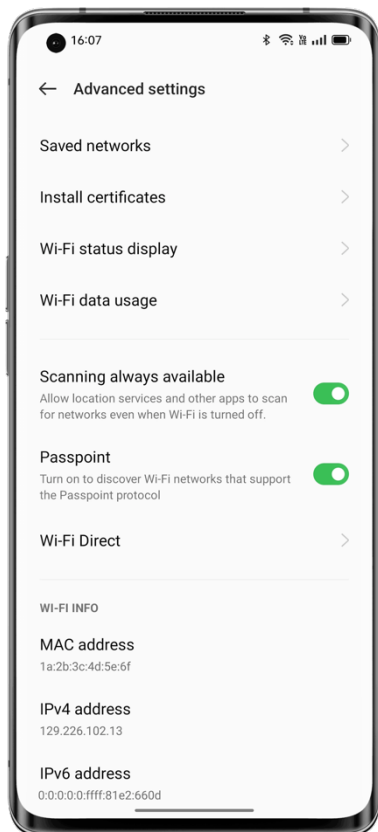 16:07
Advanced settings
Saved networks
Install certificates
Wi-Fi status display
Wi-Fi data usage
Scanning always available
Allow location services and other apps to scan
for networks even when Wi-Fi is turned off.
Passpoint
Turn on to discover Wi-Fi networks that support
the Passpoint protocol
Wi-Fi Direct
WI-FI INFO
MAC address
1a:2b:3c:4d:5e:6f
IPv4 address
129.226.102.13
IPv6 address
0:0:0:0:0:ffff:81e2:660d